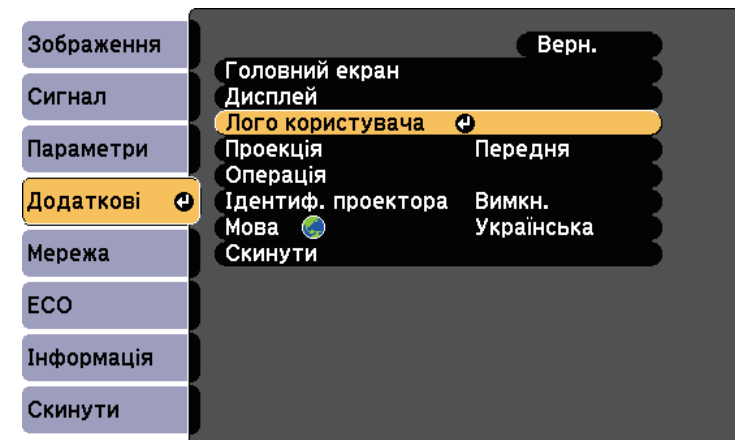 Зображення
Сигнал
Параметри
Додаткові
Мережа
ECO
Інформація
Скинути
Верн.
Головний екран
Дисплей
Лого користувача
Проекція Передня
Операція
Ідентиф. проектора Вимкн.
Мова Українська
Скинути